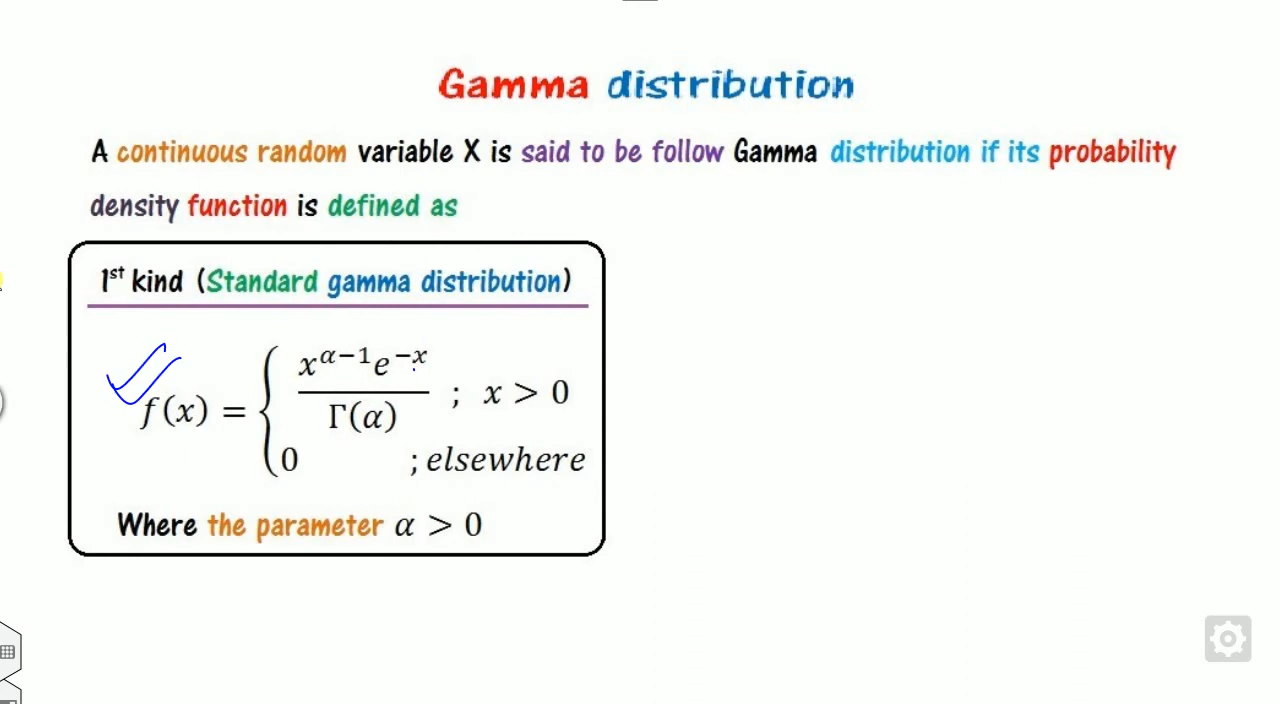 Gamma distribution
A continuous random variable X is said to be follow Gamma distribution if its probability
density function is defined as
1st kind (Standard gamma distribution)
f(x) = { x^{α−1}e^{−x} / Γ(α) ; x > 0
0 ; elsewhere
Where the parameter α > 0